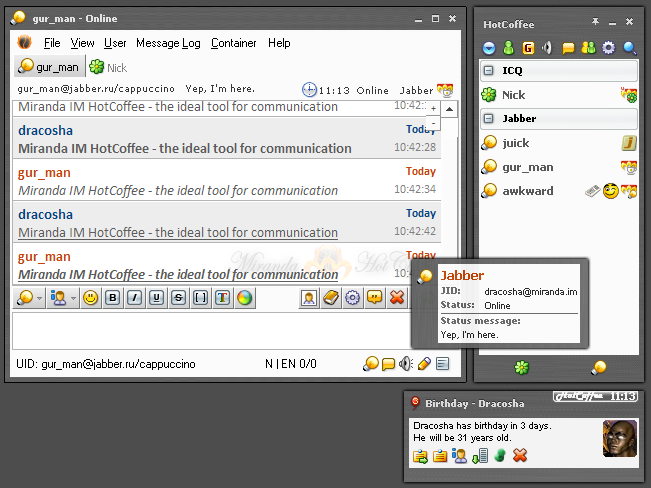 gur_man - Online
File View User Message Log Container Help
gur_man Nick
gur_man@jabber.ru/cappuccino Yep, I'm here. 11:13 Online Jabber
Miranda IM HotCoffee - the ideal tool for communication
dracosha Today
Miranda IM HotCoffee - the ideal tool for communication 10:42:28
gur_man Today
Miranda IM HotCoffee - the ideal tool for communication 10:42:34
dracosha Today
Miranda IM HotCoffee - the ideal tool for communication 10:42:42
gur_man Today
Miranda IM HotCoffee - the ideal tool for communication
B I U S {··} T
UID: gur_man@jabber.ru/cappuccino N | EN 0/0
HotCoffee
ICQ
Nick
Jabber
juick
gur_man
awkward
Jabber
JID: dracosha@miranda.im
Status: Online
Status message:
Yep, I'm here.
Birthday - Dracosha HotCoffee 11:13
Dracosha has birthday in 3 days.
He will be 31 years old.